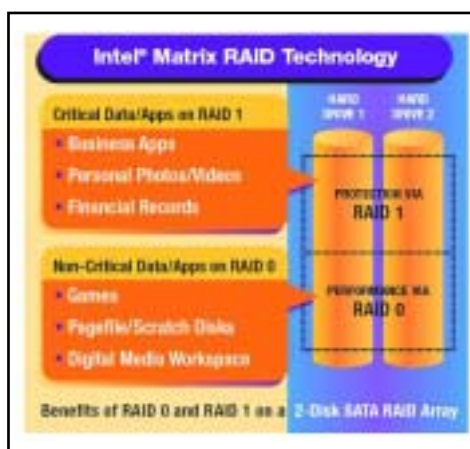 Intel® Matrix RAID Technology
Critical Data/Apps on RAID 1
• Business Apps
• Personal Photos/Videos
• Financial Records
Non-Critical Data/Apps on RAID 0
• Games
• Pagefile/Scratch Disks
• Digital Media Workspace
HARD DRIVE 1
HARD DRIVE 2
PROTECTION VIA
RAID 1
PERFORMANCE VIA
RAID 0
Benefits of RAID 0 and RAID 1 on a 2-Disk SATA RAID Array